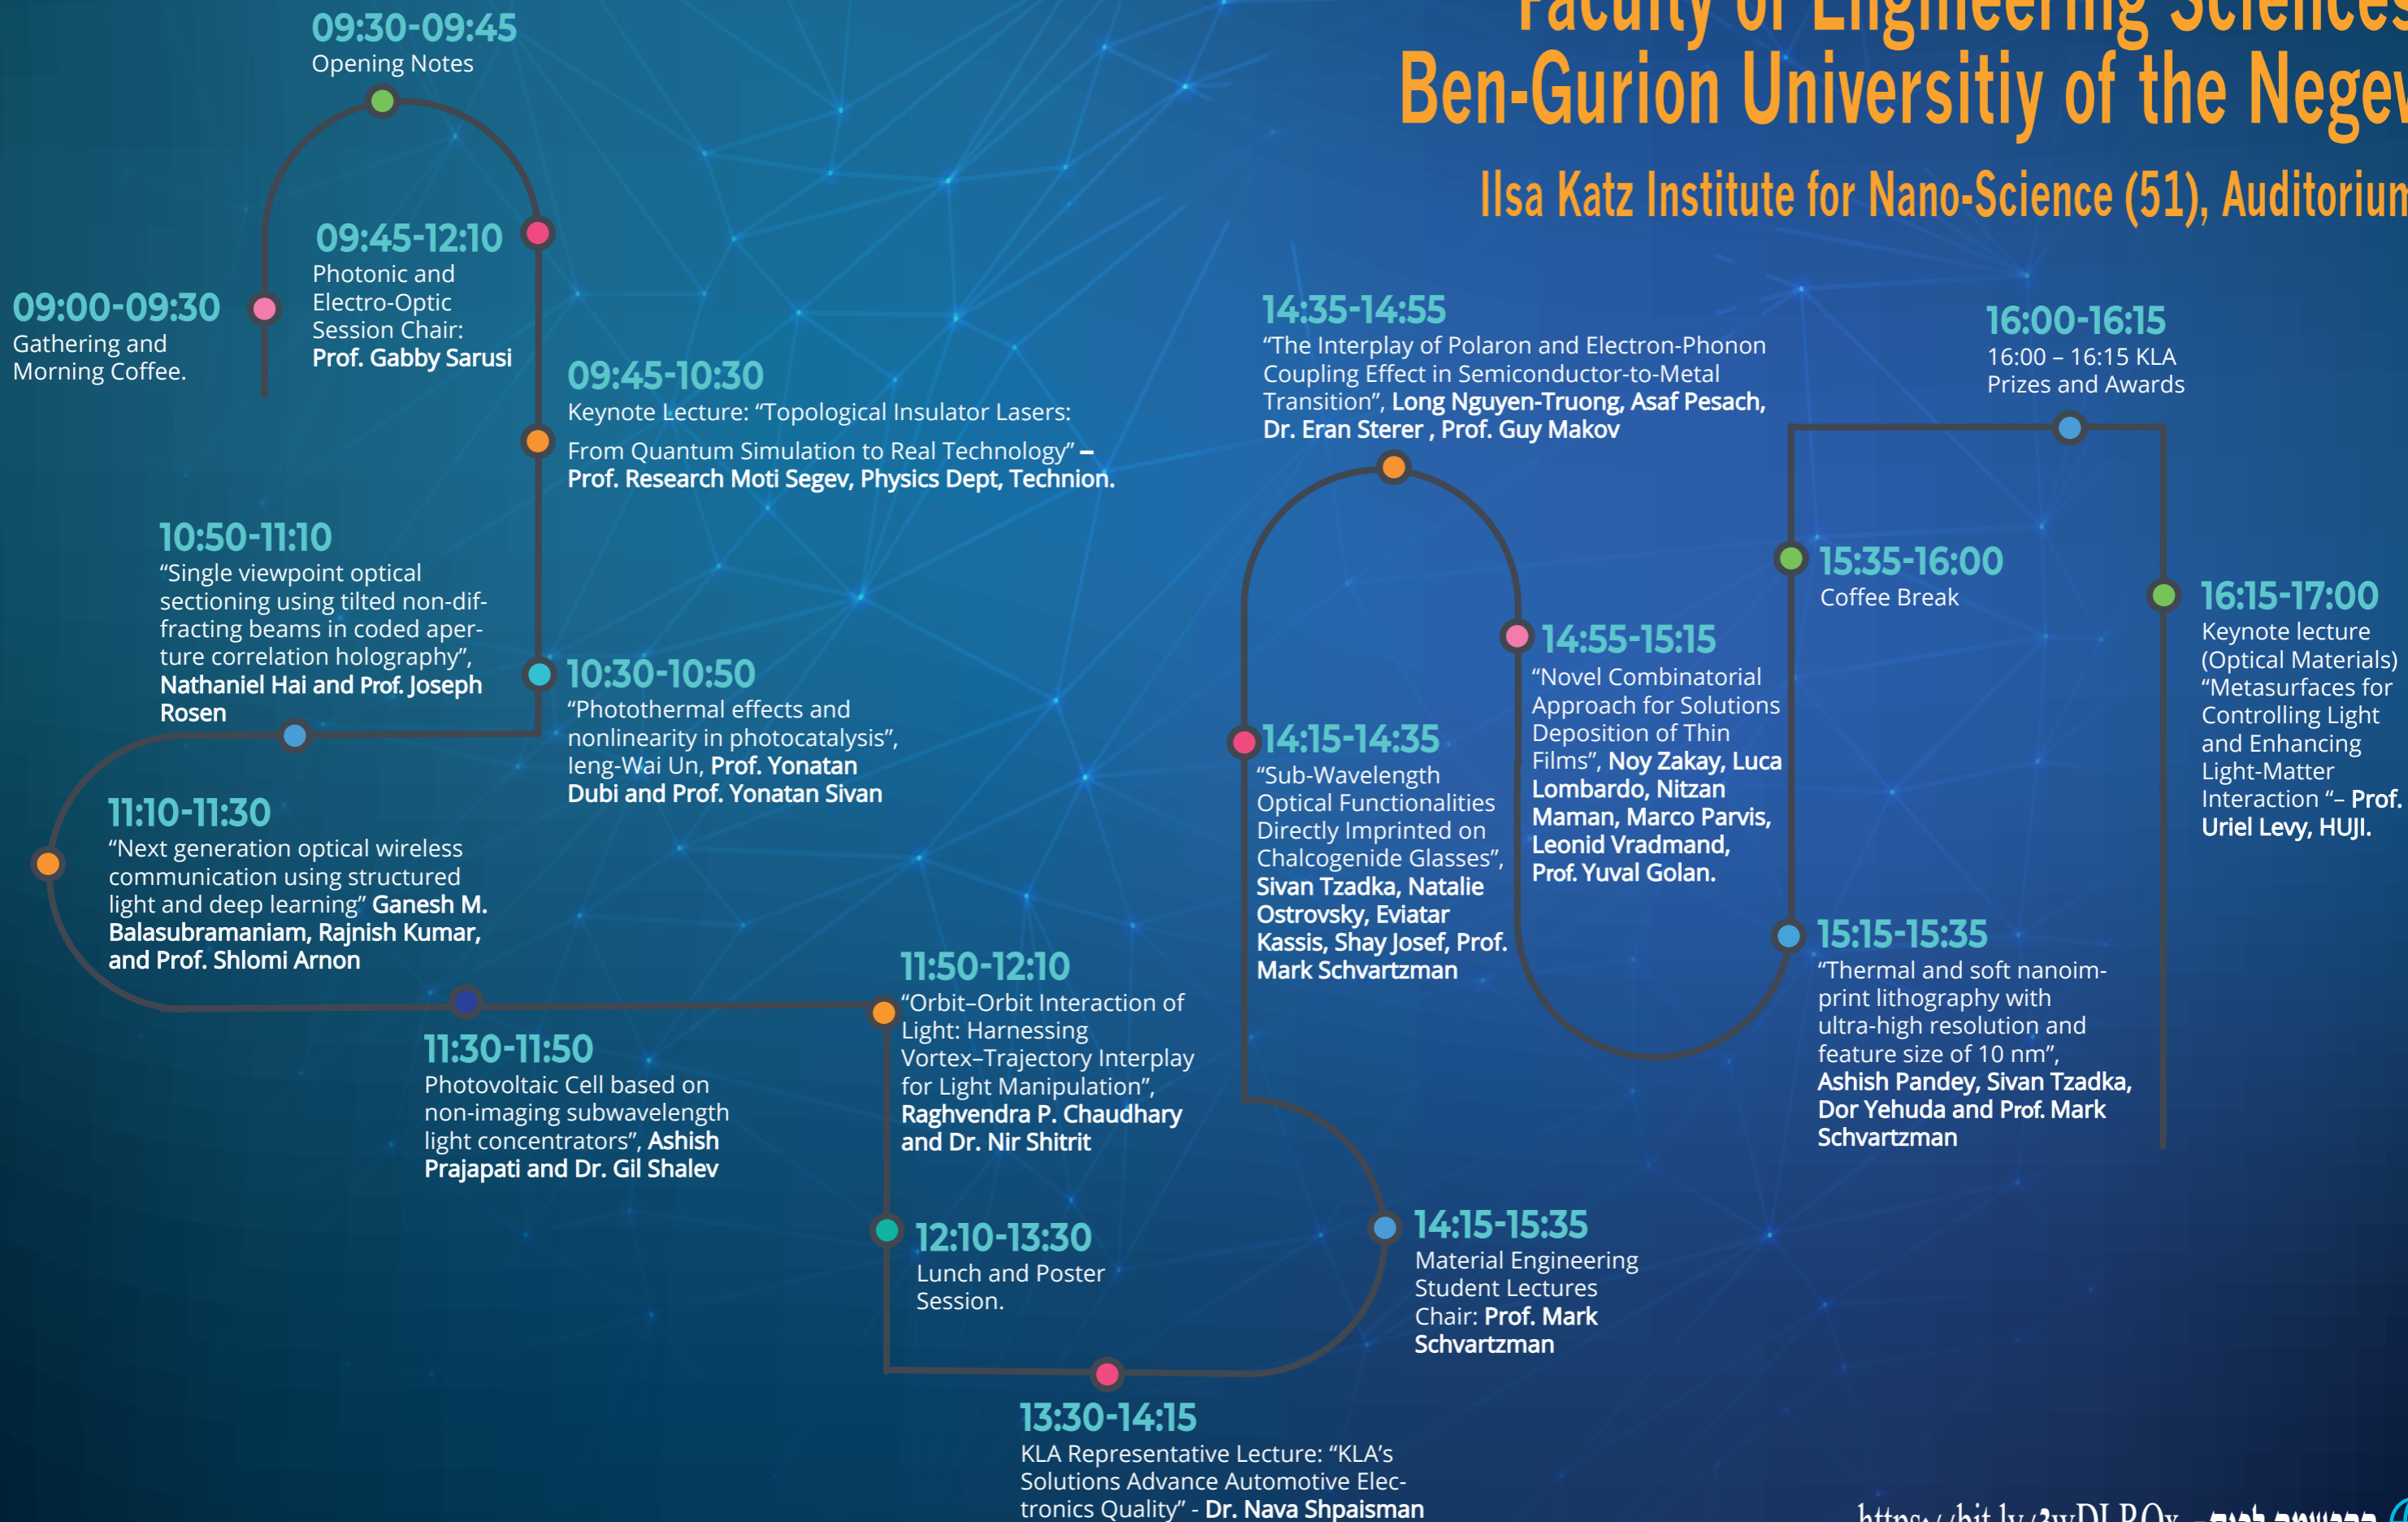 Faculty of Engineering Sciences
Ben-Gurion Universitiy of the Negev
Ilsa Katz Institute for Nano-Science (51), Auditorium
09:00-09:30
Gathering and
Morning Coffee.
09:30-09:45
Opening Notes
09:45-12:10
Photonic and
Electro-Optic
Session Chair:
Prof. Gabby Sarusi
09:45-10:30
Keynote Lecture: “Topological Insulator Lasers:
From Quantum Simulation to Real Technology” –
Prof. Research Moti Segev, Physics Dept, Technion.
10:30-10:50
“Photothermal effects and
nonlinearity in photocatalysis”,
Ieng-Wai Un, Prof. Yonatan
Dubi and Prof. Yonatan Sivan
10:50-11:10
“Single viewpoint optical
sectioning using tilted non-dif-
fracting beams in coded aper-
ture correlation holography”,
Nathaniel Hai and Prof. Joseph
Rosen
11:10-11:30
“Next generation optical wireless
communication using structured
light and deep learning” Ganesh M.
Balasubramaniam, Rajnish Kumar,
and Prof. Shlomi Arnon
11:30-11:50
Photovoltaic Cell based on
non-imaging subwavelength
light concentrators”, Ashish
Prajapati and Dr. Gil Shalev
11:50-12:10
“Orbit–Orbit Interaction of
Light: Harnessing
Vortex–Trajectory Interplay
for Light Manipulation”,
Raghvendra P. Chaudhary
and Dr. Nir Shitrit
12:10-13:30
Lunch and Poster
Session.
13:30-14:15
KLA Representative Lecture: “KLA’s
Solutions Advance Automotive Elec-
tronics Quality” - Dr. Nava Shpaisman
14:15-15:35
Material Engineering
Student Lectures
Chair: Prof. Mark
Schvartzman
14:15-14:35
“Sub-Wavelength
Optical Functionalities
Directly Imprinted on
Chalcogenide Glasses”,
Sivan Tzadka, Natalie
Ostrovsky, Eviatar
Kassis, Shay Josef, Prof.
Mark Schvartzman
14:35-14:55
“The Interplay of Polaron and Electron-Phonon
Coupling Effect in Semiconductor-to-Metal
Transition”, Long Nguyen-Truong, Asaf Pesach,
Dr. Eran Sterer , Prof. Guy Makov
14:55-15:15
“Novel Combinatorial
Approach for Solutions
Deposition of Thin
Films”, Noy Zakay, Luca
Lombardo, Nitzan
Maman, Marco Parvis,
Leonid Vradmand,
Prof. Yuval Golan.
15:15-15:35
“Thermal and soft nanoim-
print lithography with
ultra-high resolution and
feature size of 10 nm”,
Ashish Pandey, Sivan Tzadka,
Dor Yehuda and Prof. Mark
Schvartzman
15:35-16:00
Coffee Break
16:00-16:15
16:00 – 16:15 KLA
Prizes and Awards
16:15-17:00
Keynote lecture
(Optical Materials)
“Metasurfaces for
Controlling Light
and Enhancing
Light-Matter
Interaction “– Prof.
Uriel Levy, HUJI.